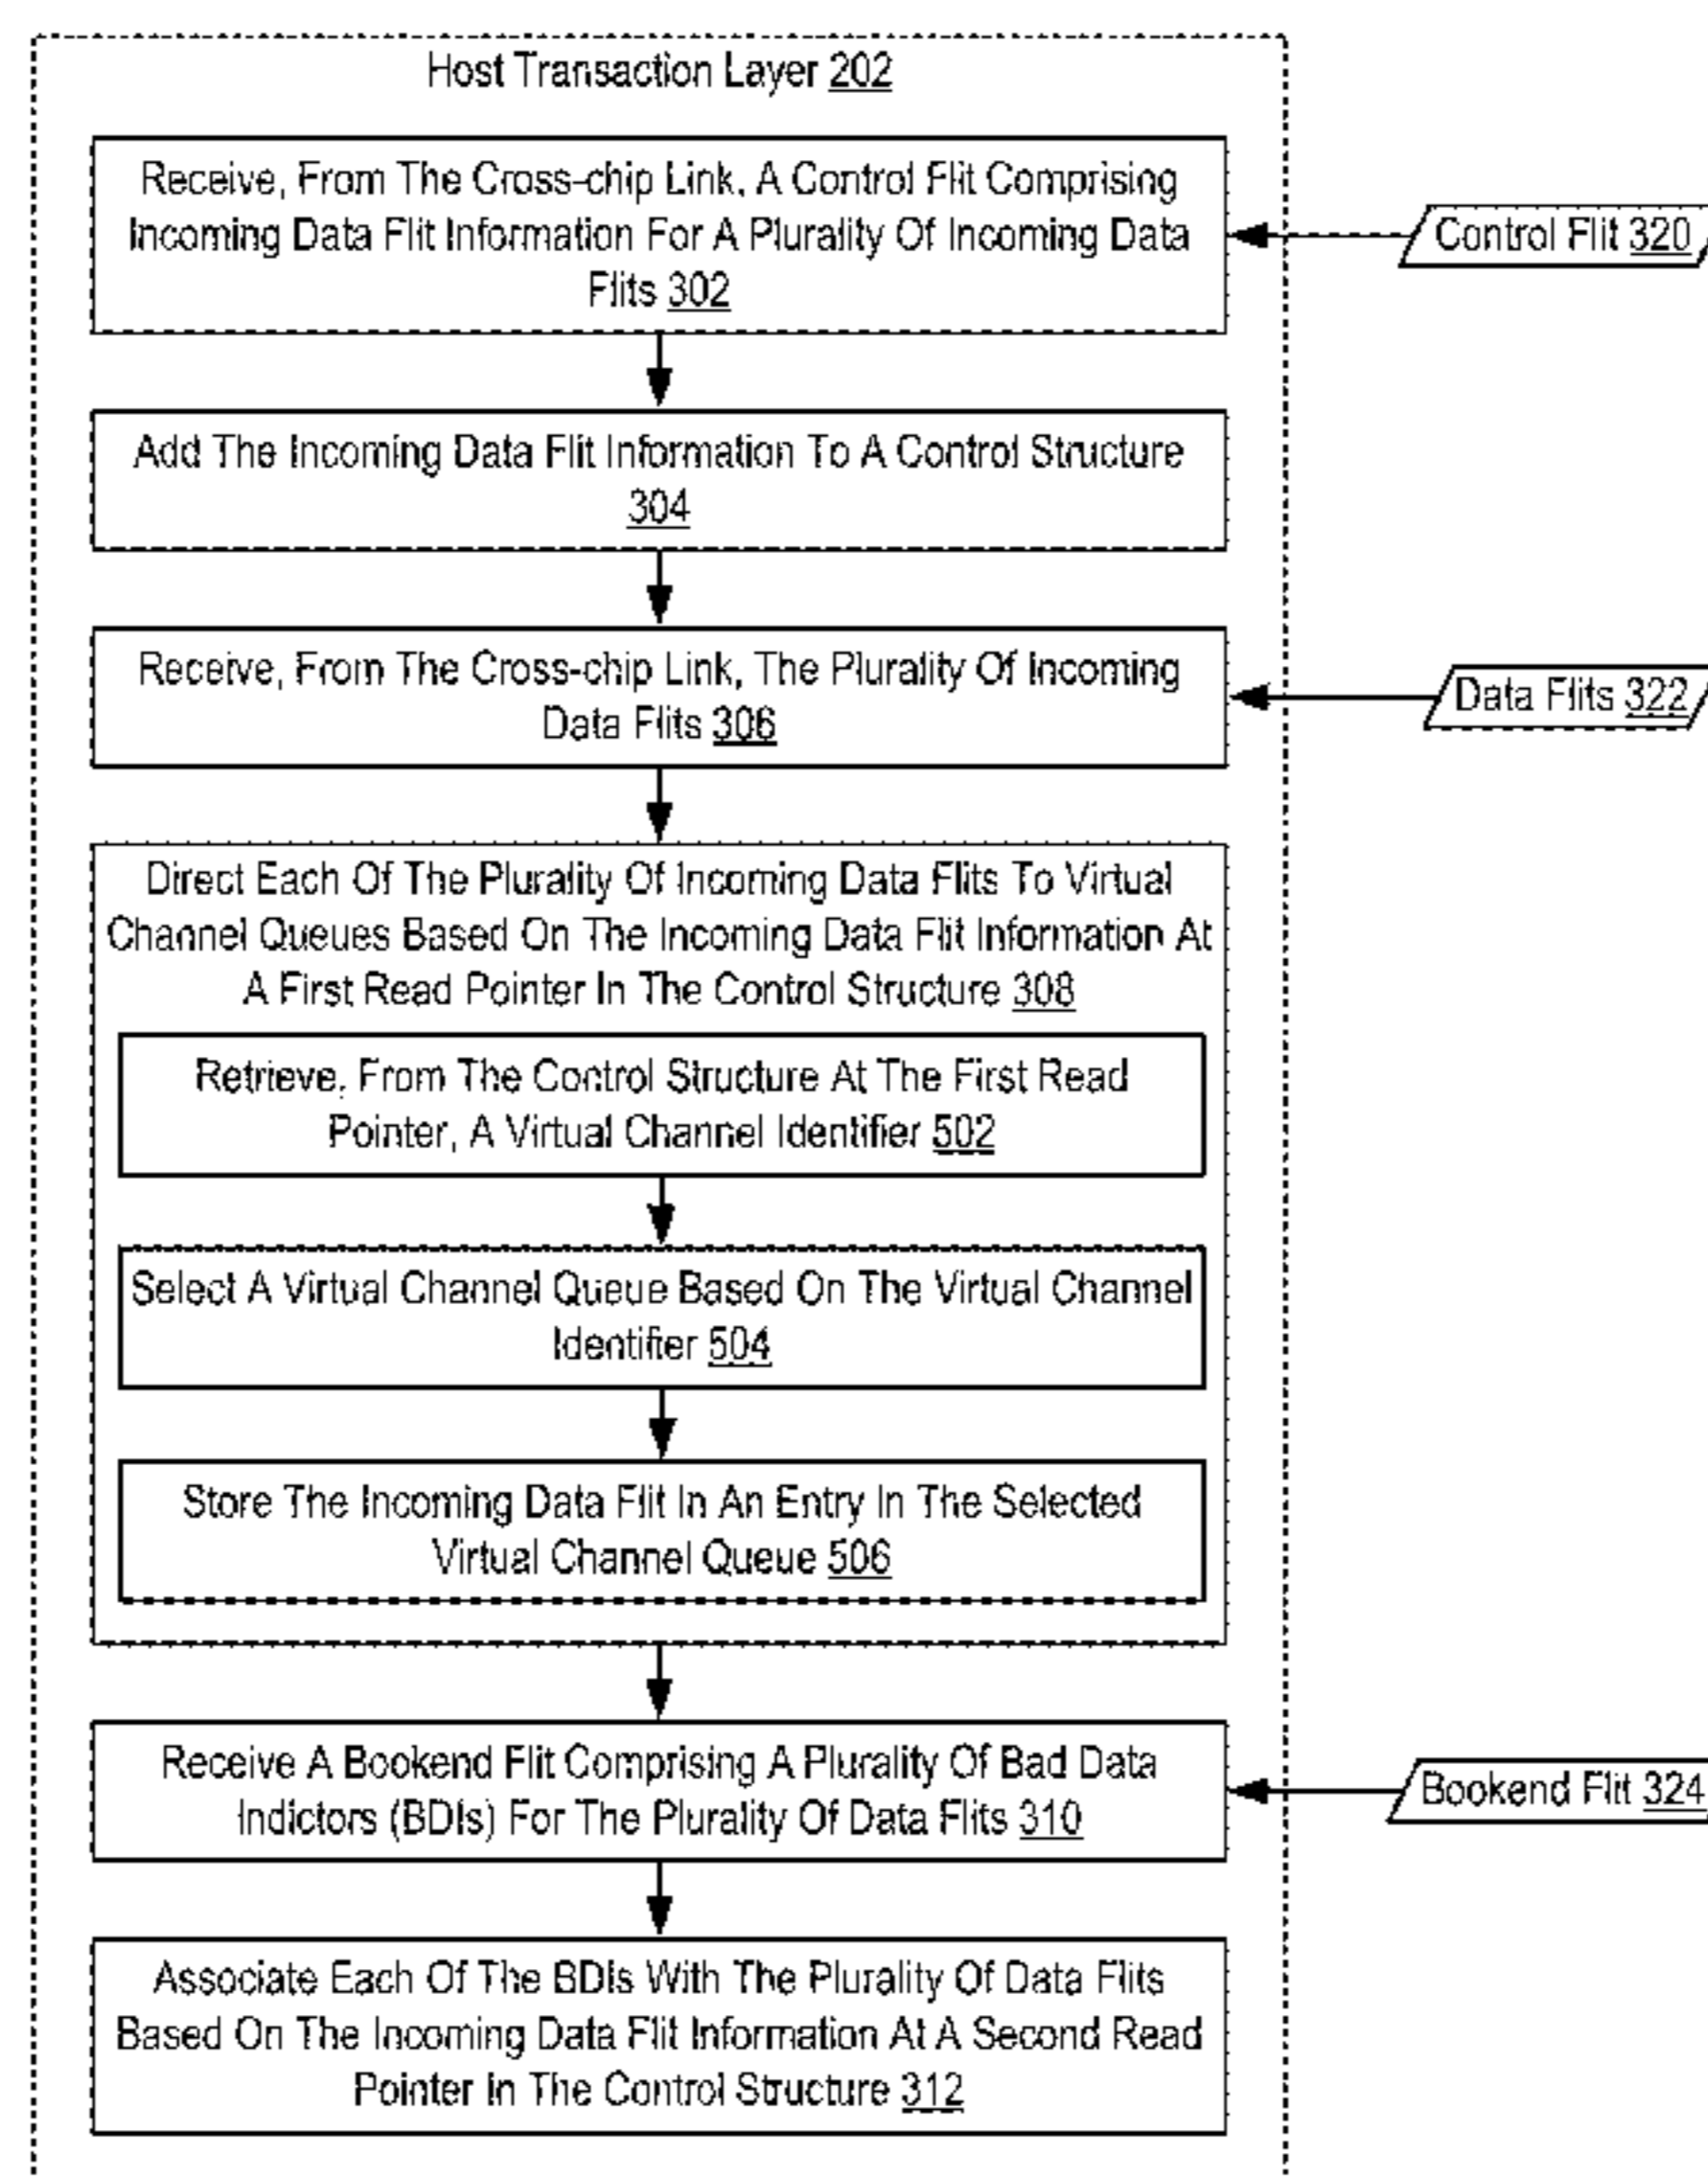 Host Transaction Layer 202
Receive, From The Cross-chip Link, A Control Flit Comprising
Incoming Data Flit Information For A Plurality Of Incoming Data
Flits 302
Control Flit 320
Add The Incoming Data Flit Information To A Control Structure
304
Receive, From The Cross-chip Link, The Plurality Of Incoming
Data Flits 306
Data Flits 322
Direct Each Of The Plurality Of Incoming Data Flits To Virtual
Channel Queues Based On The Incoming Data Flit Information At
A First Read Pointer In The Control Structure 308
Retrieve, From The Control Structure At The First Read
Pointer, A Virtual Channel Identifier 502
Select A Virtual Channel Queue Based On The Virtual Channel
Identifier 504
Store The Incoming Data Flit In An Entry In The Selected
Virtual Channel Queue 506
Receive A Bookend Flit Comprising A Plurality Of Bad Data
Indictors (BDIs) For The Plurality Of Data Flits 310
Bookend Flit 324
Associate Each Of The BDIs With The Plurality Of Data Flits
Based On The Incoming Data Flit Information At A Second Read
Pointer In The Control Structure 312